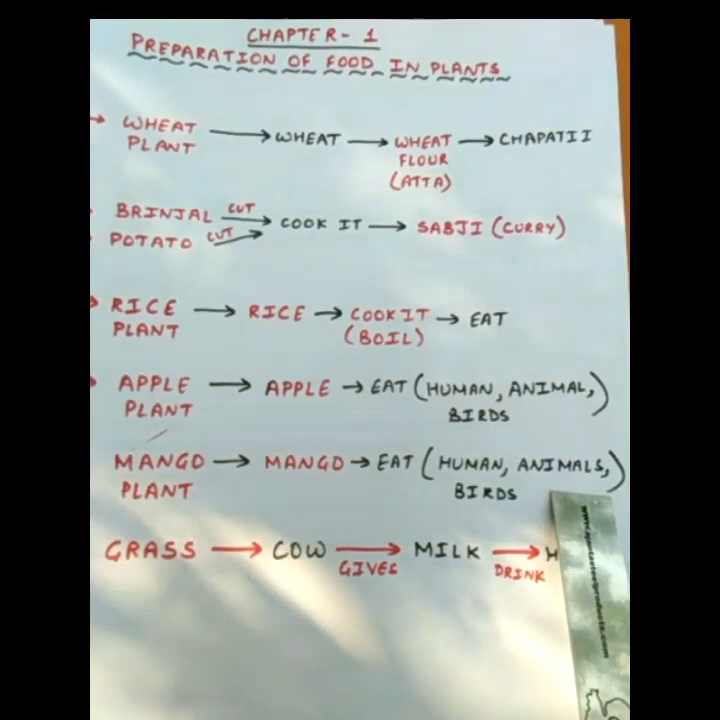 CHAPTER - 1
PREPARATION OF FOOD IN PLANTS
→ WHEAT PLANT → WHEAT → WHEAT FLOUR (ATTA) → CHAPATII
BRINJAL CUT → COOK IT → SABJI (CURRY)
POTATO CUT →
→ RICE PLANT → RICE → COOK IT (BOIL) → EAT
APPLE PLANT → APPLE → EAT (HUMAN, ANIMAL, BIRDS)
MANGO PLANT → MANGO → EAT (HUMAN, ANIMALS, BIRDS)
GRASS → COW → GIVES MILK → DRINK H